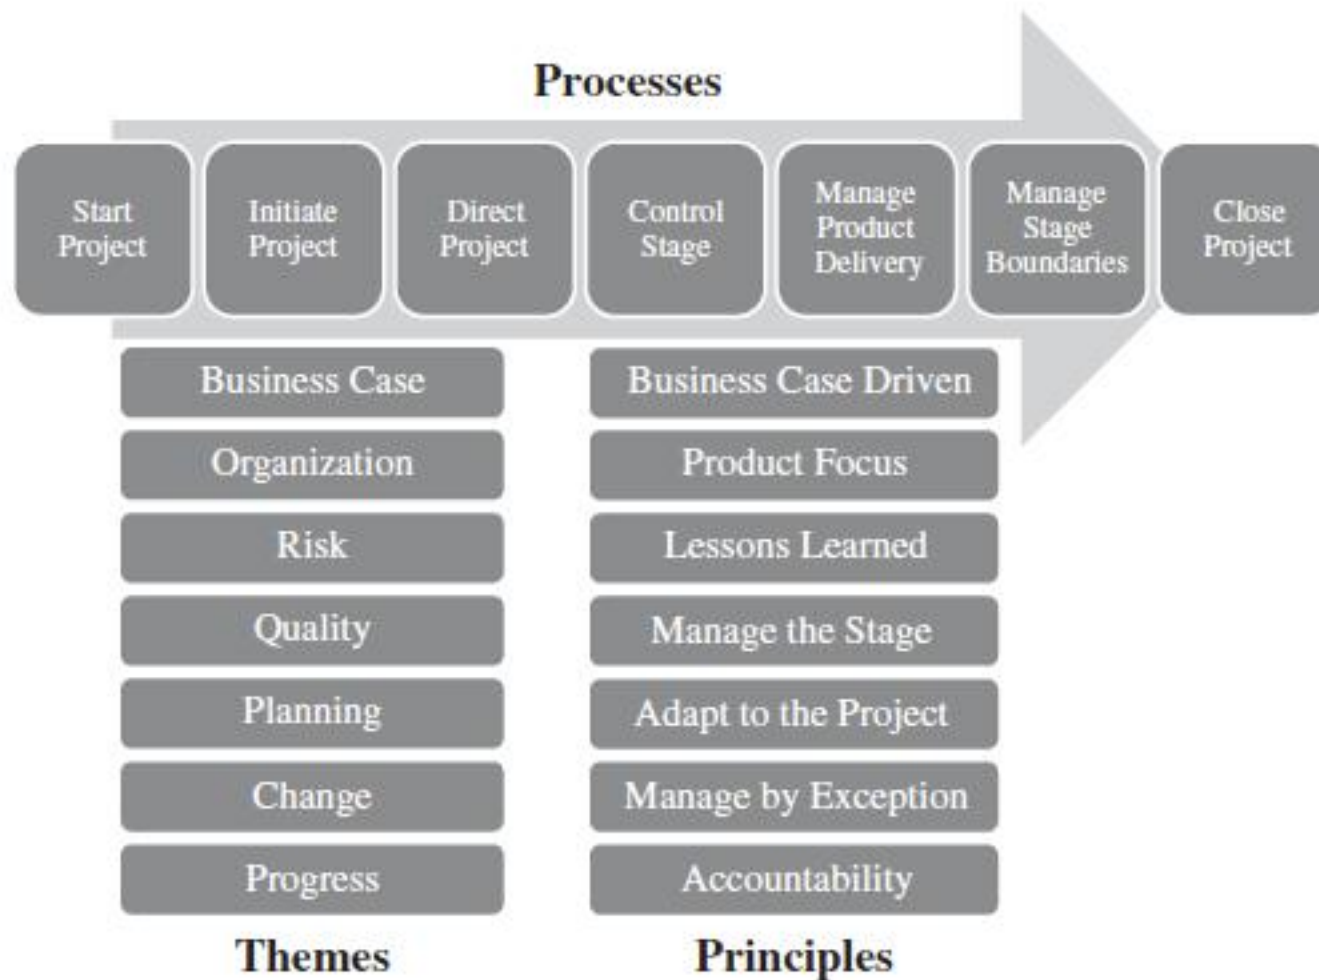 Processes
Start
Project
Initiate
Project
Direct
Project
Control
Stage
Manage
Product
Delivery
Manage
Stage
Boundaries
Close
Project
Business Case
Organization
Risk
Quality
Planning
Change
Progress
Themes
Business Case Driven
Product Focus
Lessons Learned
Manage the Stage
Adapt to the Project
Manage by Exception
Accountability
Principles